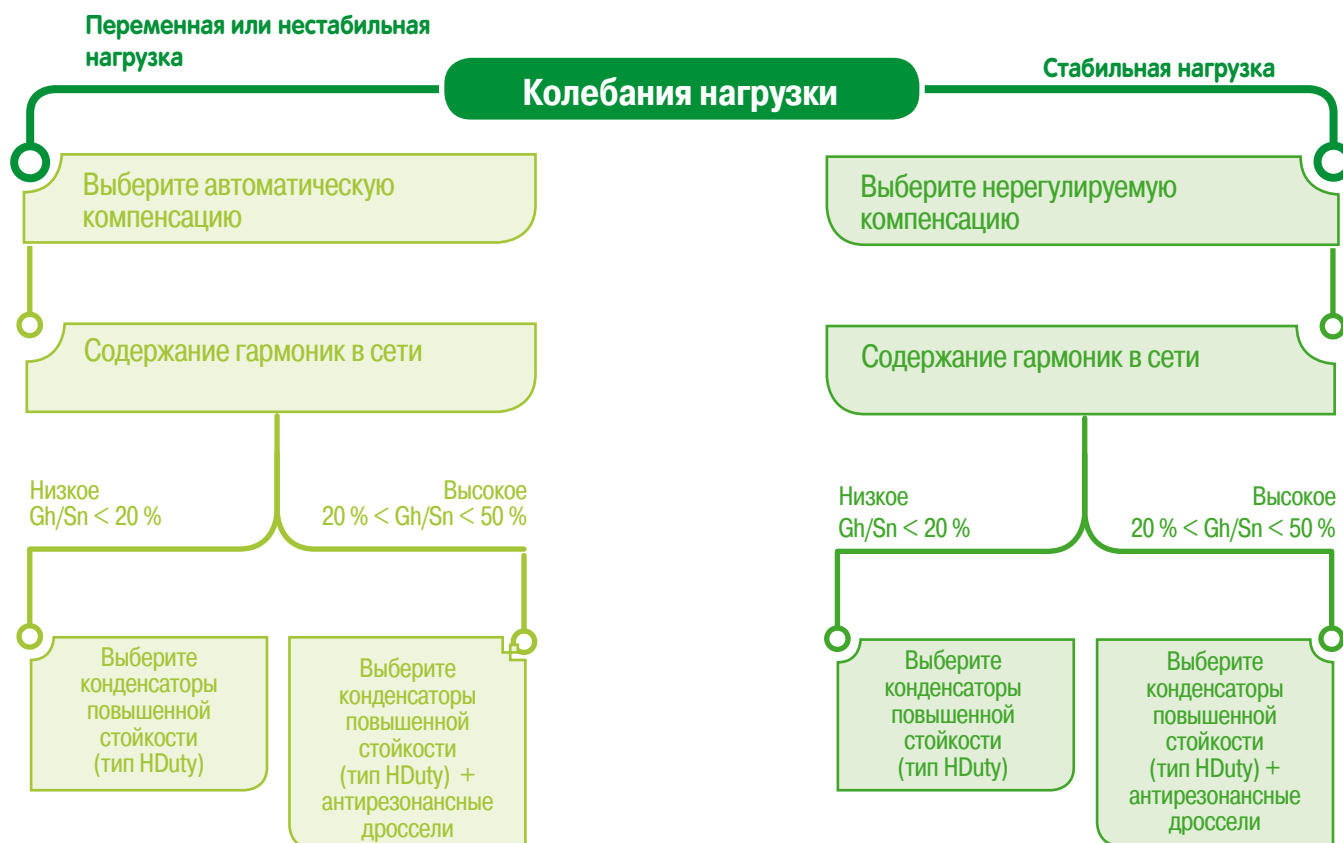 Переменная или нестабильная
нагрузка
Колебания нагрузки
Стабильная нагрузка
Выберите автоматическую
компенсацию
Содержание гармоник в сети
Низкое
Gh/Sn < 20 %
Высокое
20 % < Gh/Sn < 50 %
Выберите
конденсаторы
повышенной
стойкости
(тип HDuty)
Выберите
конденсаторы
повышенной
стойкости
(тип HDuty) +
антирезонансные
дроссели
Выберите нерегулируемую
компенсацию
Содержание гармоник в сети
Низкое
Gh/Sn < 20 %
Высокое
20 % < Gh/Sn < 50 %
Выберите
конденсаторы
повышенной
стойкости
(тип HDuty)
Выберите
конденсаторы
повышенной
стойкости
(тип HDuty) +
антирезонансные
дроссели